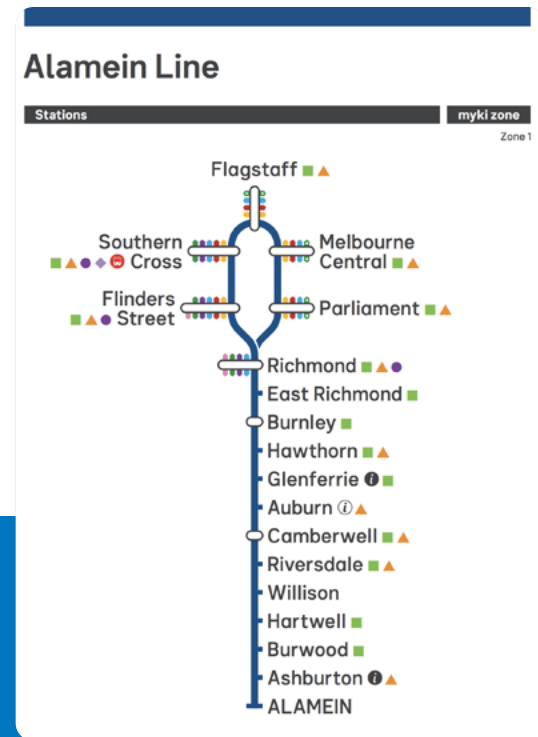 Alamein Line
Stations
myki zone
Zone 1
Flagstaff
Southern
Cross
Melbourne
Central
Flinders
Street
Parliament
Richmond
East Richmond
Burnley
Hawthorn
Glenferrie i
Auburn i
Camberwell
Riversdale
Willison
Hartwell
Burwood
Ashburton i
ALAMEIN